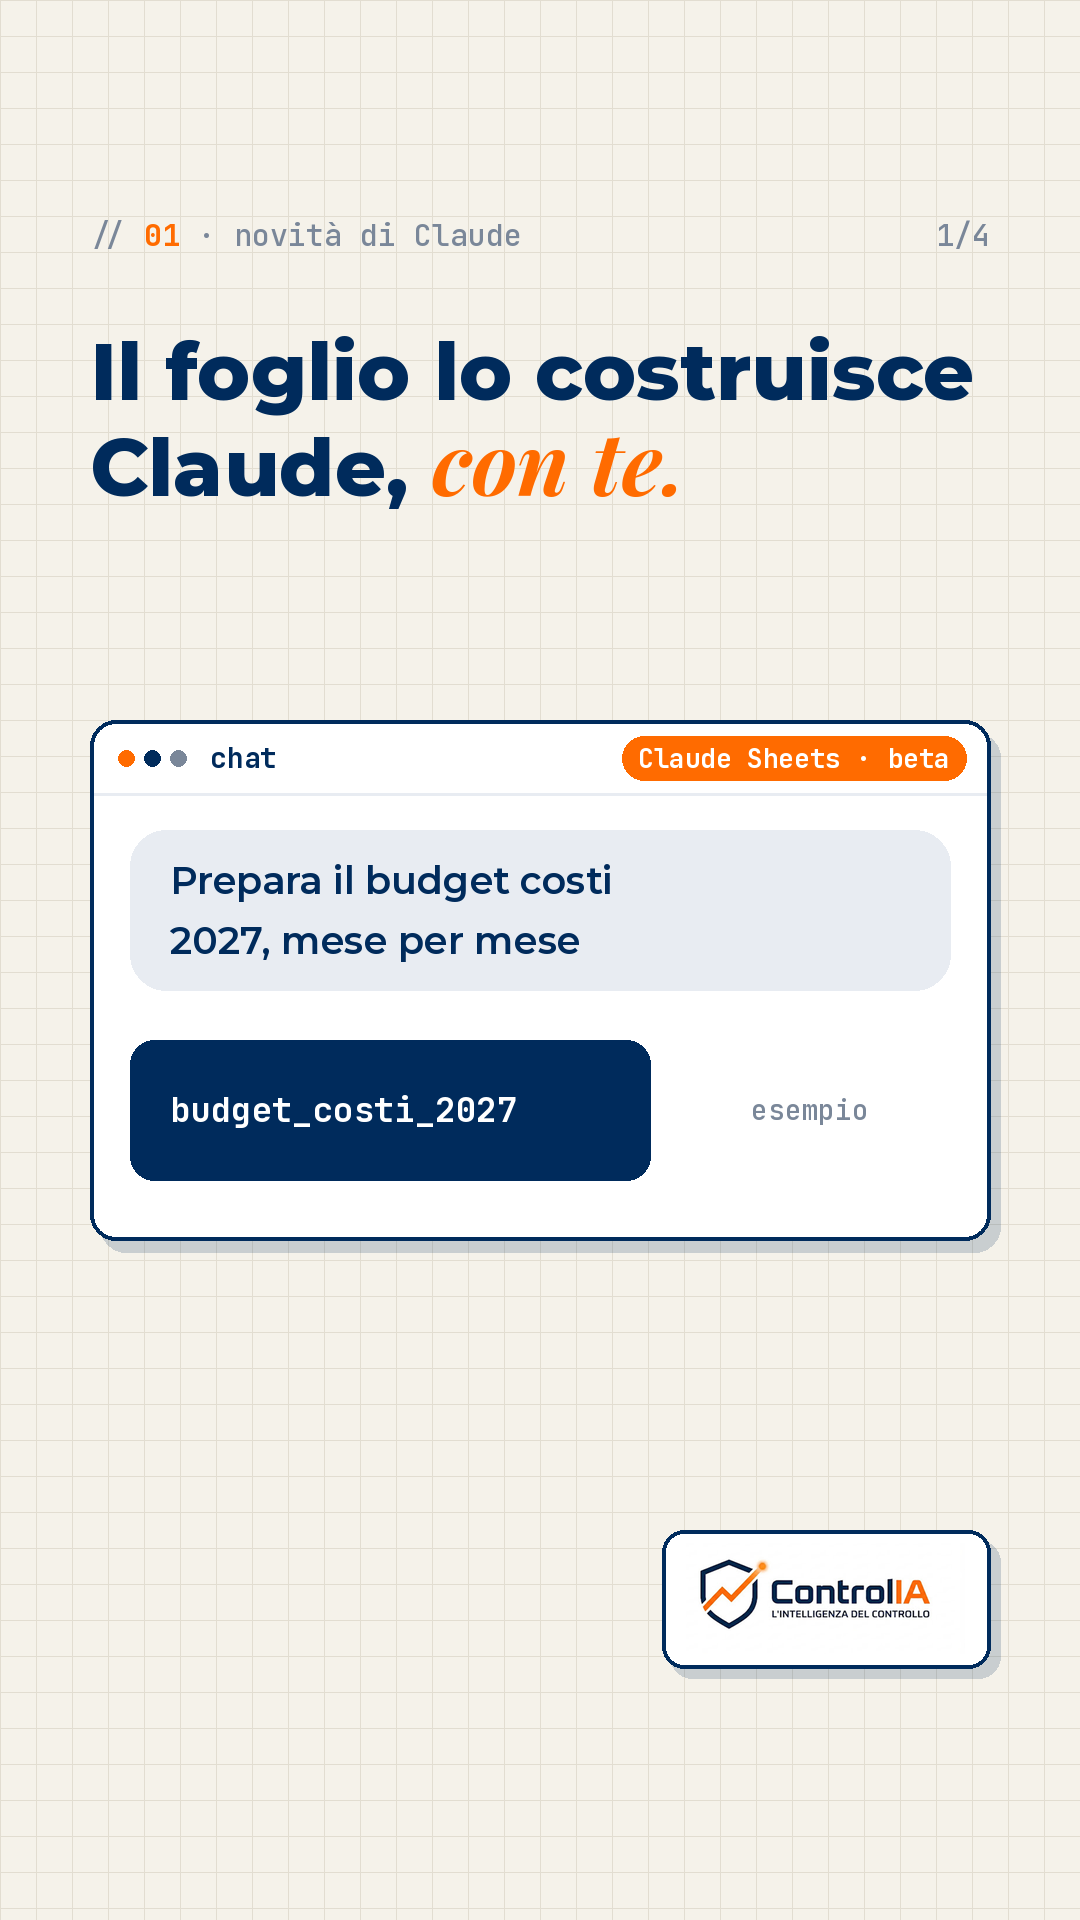 // 01 · novità di Claude
1/4
Il foglio lo costruisce
Claude, con te.
chat
Claude Sheets · beta
Prepara il budget costi
2027, mese per mese
budget_costi_2027
esempio
ControlIA
L'INTELLIGENZA DEL CONTROLLO